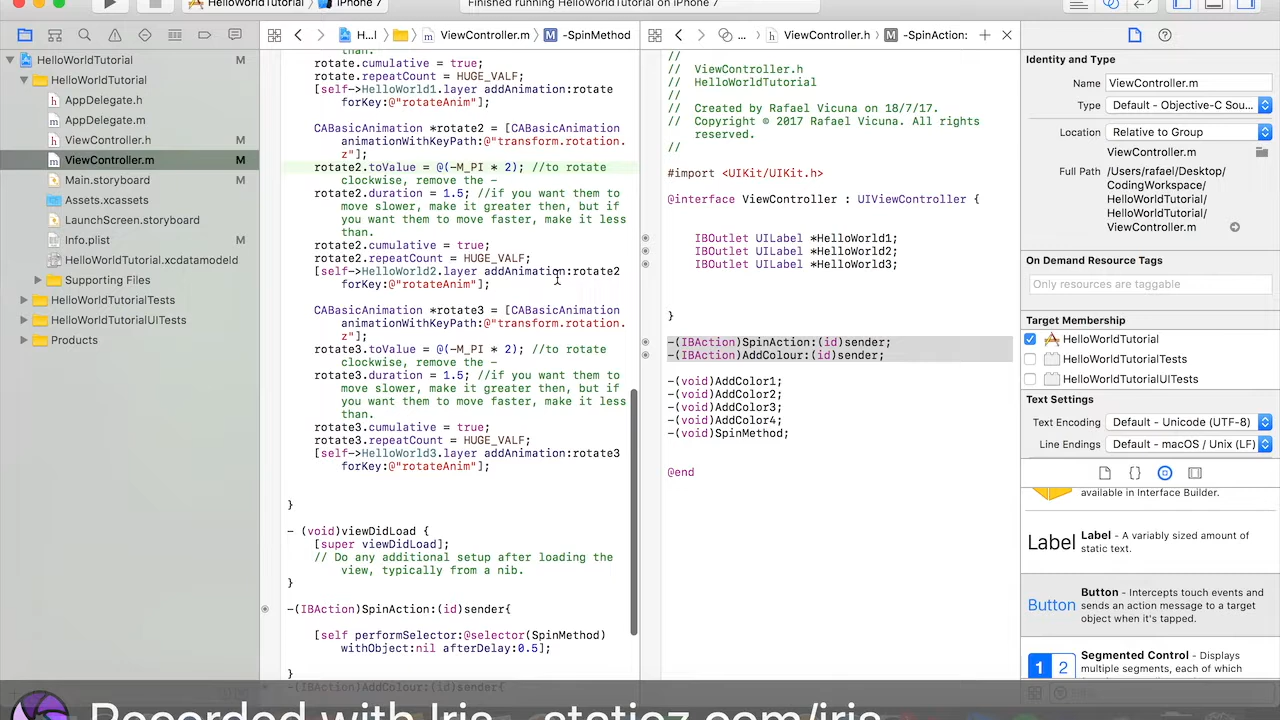 HelloWorldTutorial
iPhone 7
Finished running HelloWorldTutorial on iPhone 7
H...l
ViewController.m
M -SpinMethod
...
h ViewController.h
M -SpinAction:
HelloWorldTutorial M
HelloWorldTutorial
h AppDelegate.h
m AppDelegate.m
h ViewController.h M
m ViewController.m M
Main.storyboard M
Assets.xcassets
LaunchScreen.storyboard
Info.plist M
HelloWorldTutorial.xcdatamodeld
Supporting Files
HelloWorldTutorialTests
HelloWorldTutorialUITests
Products
than.
rotate.cumulative = true;
rotate.repeatCount = HUGE_VALF;
[self->HelloWorld1.layer addAnimation:rotate
forKey:@"rotateAnim"];
CABasicAnimation *rotate2 = [CABasicAnimation
animationWithKeyPath:@"transform.rotation.
z"];
rotate2.toValue = @(-M_PI * 2); //to rotate
clockwise, remove the -
rotate2.duration = 1.5; //if you want them to
move slower, make it greater then, but if
you want them to move faster, make it less
than.
rotate2.cumulative = true;
rotate2.repeatCount = HUGE_VALF;
[self->HelloWorld2.layer addAnimation:rotate2
forKey:@"rotateAnim"];
CABasicAnimation *rotate3 = [CABasicAnimation
animationWithKeyPath:@"transform.rotation.
z"];
rotate3.toValue = @(-M_PI * 2); //to rotate
clockwise, remove the -
rotate3.duration = 1.5; //if you want them to
move slower, make it greater then, but if
you want them to move faster, make it less
than.
rotate3.cumulative = true;
rotate3.repeatCount = HUGE_VALF;
[self->HelloWorld3.layer addAnimation:rotate3
forKey:@"rotateAnim"];
}
- (void)viewDidLoad {
[super viewDidLoad];
// Do any additional setup after loading the
view, typically from a nib.
}
-(IBAction)SpinAction:(id)sender{
[self performSelector:@selector(SpinMethod)
withObject:nil afterDelay:0.5];
}
-(IBAction)AddColour:(id)sender{
//
// ViewController.h
// HelloWorldTutorial
//
// Created by Rafael Vicuna on 18/7/17.
// Copyright © 2017 Rafael Vicuna. All rights
reserved.
//
#import <UIKit/UIKit.h>
@interface ViewController : UIViewController {
IBOutlet UILabel *HelloWorld1;
IBOutlet UILabel *HelloWorld2;
IBOutlet UILabel *HelloWorld3;
}
-(IBAction)SpinAction:(id)sender;
-(IBAction)AddColour:(id)sender;
-(void)AddColor1;
-(void)AddColor2;
-(void)AddColor3;
-(void)AddColor4;
-(void)SpinMethod;
@end
Identity and Type
Name ViewController.m
Type Default - Objective-C Sou...
Location Relative to Group
ViewController.m
Full Path /Users/rafael/Desktop/
CodingWorkspace/
HelloWorldTutorial/
HelloWorldTutorial/
ViewController.m
On Demand Resource Tags
Only resources are taggable
Target Membership
HelloWorldTutorial
HelloWorldTutorialTests
HelloWorldTutorialUITests
Text Settings
Text Encoding Default - Unicode (UTF-8)
Line Endings Default - macOS / Unix (LF)
{}
available in Interface Builder.
Label
Label - A variably sized amount of
static text.
Button
Button - Intercepts touch events and
sends an action message to a target
object when it's tapped.
1 2
Segmented Control - Displays
multiple segments, each of which
Filter
Recorded with Iris - staticz.com/iris